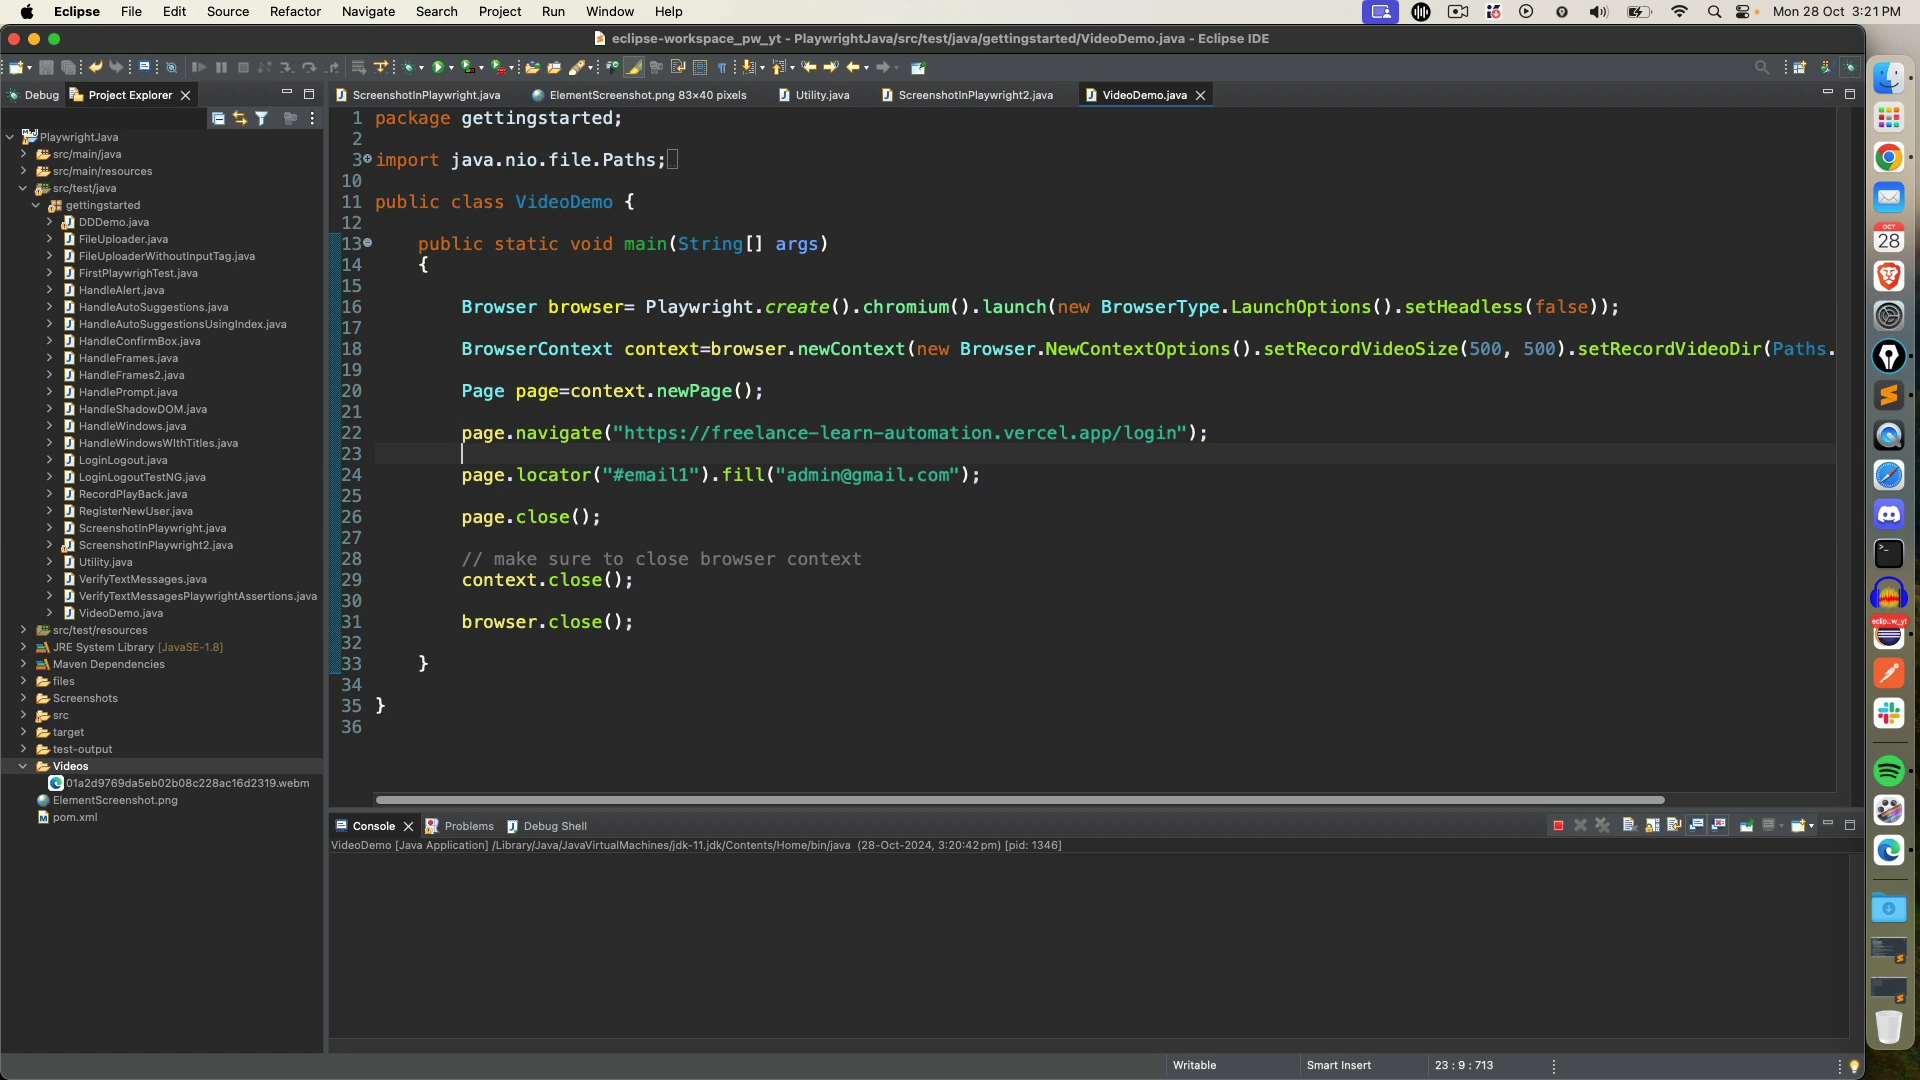 Eclipse File Edit Source Refactor Navigate Search Project Run Window Help
Mon 28 Oct 3:21 PM
eclipse-workspace_pw_yt - PlaywrightJava/src/test/java/gettingstarted/VideoDemo.java - Eclipse IDE
Debug Project Explorer
ScreenshotInPlaywright.java ElementScreenshot.png 83×40 pixels Utility.java ScreenshotInPlaywright2.java VideoDemo.java
PlaywrightJava
src/main/java
src/main/resources
src/test/java
gettingstarted
DDDemo.java
FileUploader.java
FileUploaderWithoutInputTag.java
FirstPlaywrighTest.java
HandleAlert.java
HandleAutoSuggestions.java
HandleAutoSuggestionsUsingIndex.java
HandleConfirmBox.java
HandleFrames.java
HandleFrames2.java
HandlePrompt.java
HandleShadowDOM.java
HandleWindows.java
HandleWindowsWIthTitles.java
LoginLogout.java
LoginLogoutTestNG.java
RecordPlayBack.java
RegisterNewUser.java
ScreenshotInPlaywright.java
ScreenshotInPlaywright2.java
Utility.java
VerifyTextMessages.java
VerifyTextMessagesPlaywrightAssertions.java
VideoDemo.java
src/test/resources
JRE System Library [JavaSE-1.8]
Maven Dependencies
files
Screenshots
src
target
test-output
Videos
01a2d9769da5eb02b08c228ac16d2319.webm
ElementScreenshot.png
pom.xml
1 package gettingstarted;
2
3 import java.nio.file.Paths;
10
11 public class VideoDemo {
12
13 public static void main(String[] args)
14 {
15
16 Browser browser= Playwright.create().chromium().launch(new BrowserType.LaunchOptions().setHeadless(false));
17
18 BrowserContext context=browser.newContext(new Browser.NewContextOptions().setRecordVideoSize(500, 500).setRecordVideoDir(Paths.
19
20 Page page=context.newPage();
21
22 page.navigate("https://freelance-learn-automation.vercel.app/login");
23
24 page.locator("#email1").fill("admin@gmail.com");
25
26 page.close();
27
28 // make sure to close browser context
29 context.close();
30
31 browser.close();
32
33 }
34
35 }
36
Console Problems Debug Shell
VideoDemo [Java Application] /Library/Java/JavaVirtualMachines/jdk-11.jdk/Contents/Home/bin/java (28-Oct-2024, 3:20:42 pm) [pid: 1346]
Writable Smart Insert 23 : 9 : 713
OCT
28
eclip..w_yt